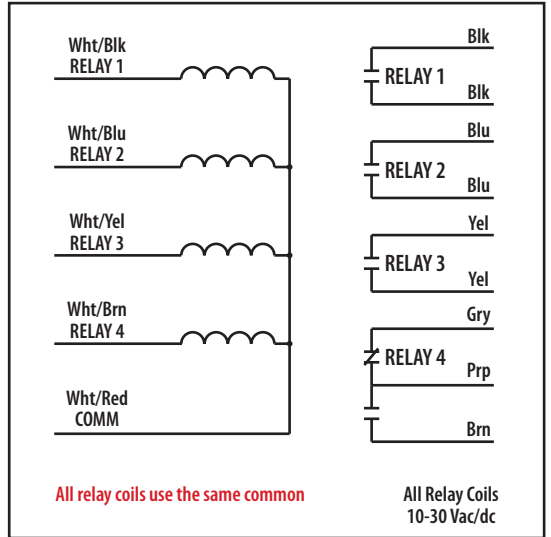 Wht/Blk
RELAY 1
Wht/Blu
RELAY 2
Wht/Yel
RELAY 3
Wht/Brn
RELAY 4
Wht/Red
COMM
All relay coils use the same common
Blk
RELAY 1
Blk
Blu
RELAY 2
Blu
Yel
RELAY 3
Yel
Gry
RELAY 4
Prp
Brn
All Relay Coils
10-30 Vac/dc